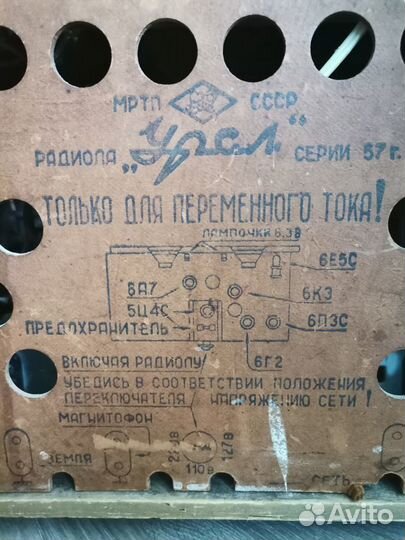 МРТП СССР
РАДИОЛА „Урал" СЕРИИ 57 г.
ТОЛЬКО ДЛЯ ПЕРЕМЕННОГО ТОКА!
ЛАМПОЧКИ 6,3В
6Е5С
6А7
6К3
5Ц4С
6П3С
ПРЕДОХРАНИТЕЛЬ
6Г2
ВКЛЮЧАЯ РАДИОЛУ
УБЕДИСЬ В СООТВЕТСТВИИ ПОЛОЖЕНИЯ
ПЕРЕКЛЮЧАТЕЛЯ НАПРЯЖЕНИЮ СЕТИ!
МАГНИТОФОН
ЗЕМЛЯ
127В
110В
СЕТЬ
Avito